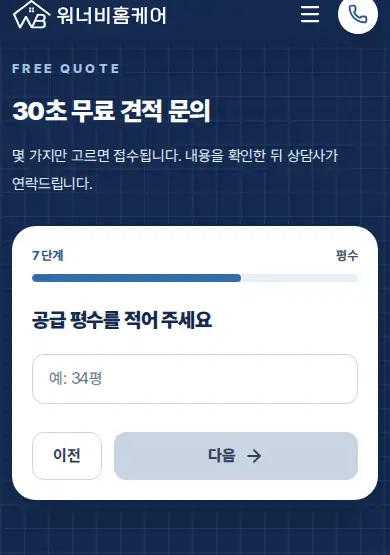 WB 워너비홈케어
FREE QUOTE
30초 무료 견적 문의
몇 가지만 고르면 접수됩니다. 내용을 확인한 뒤 상담사가
연락드립니다.
7단계 평수
공급 평수를 적어 주세요
예: 34평
이전 다음 →